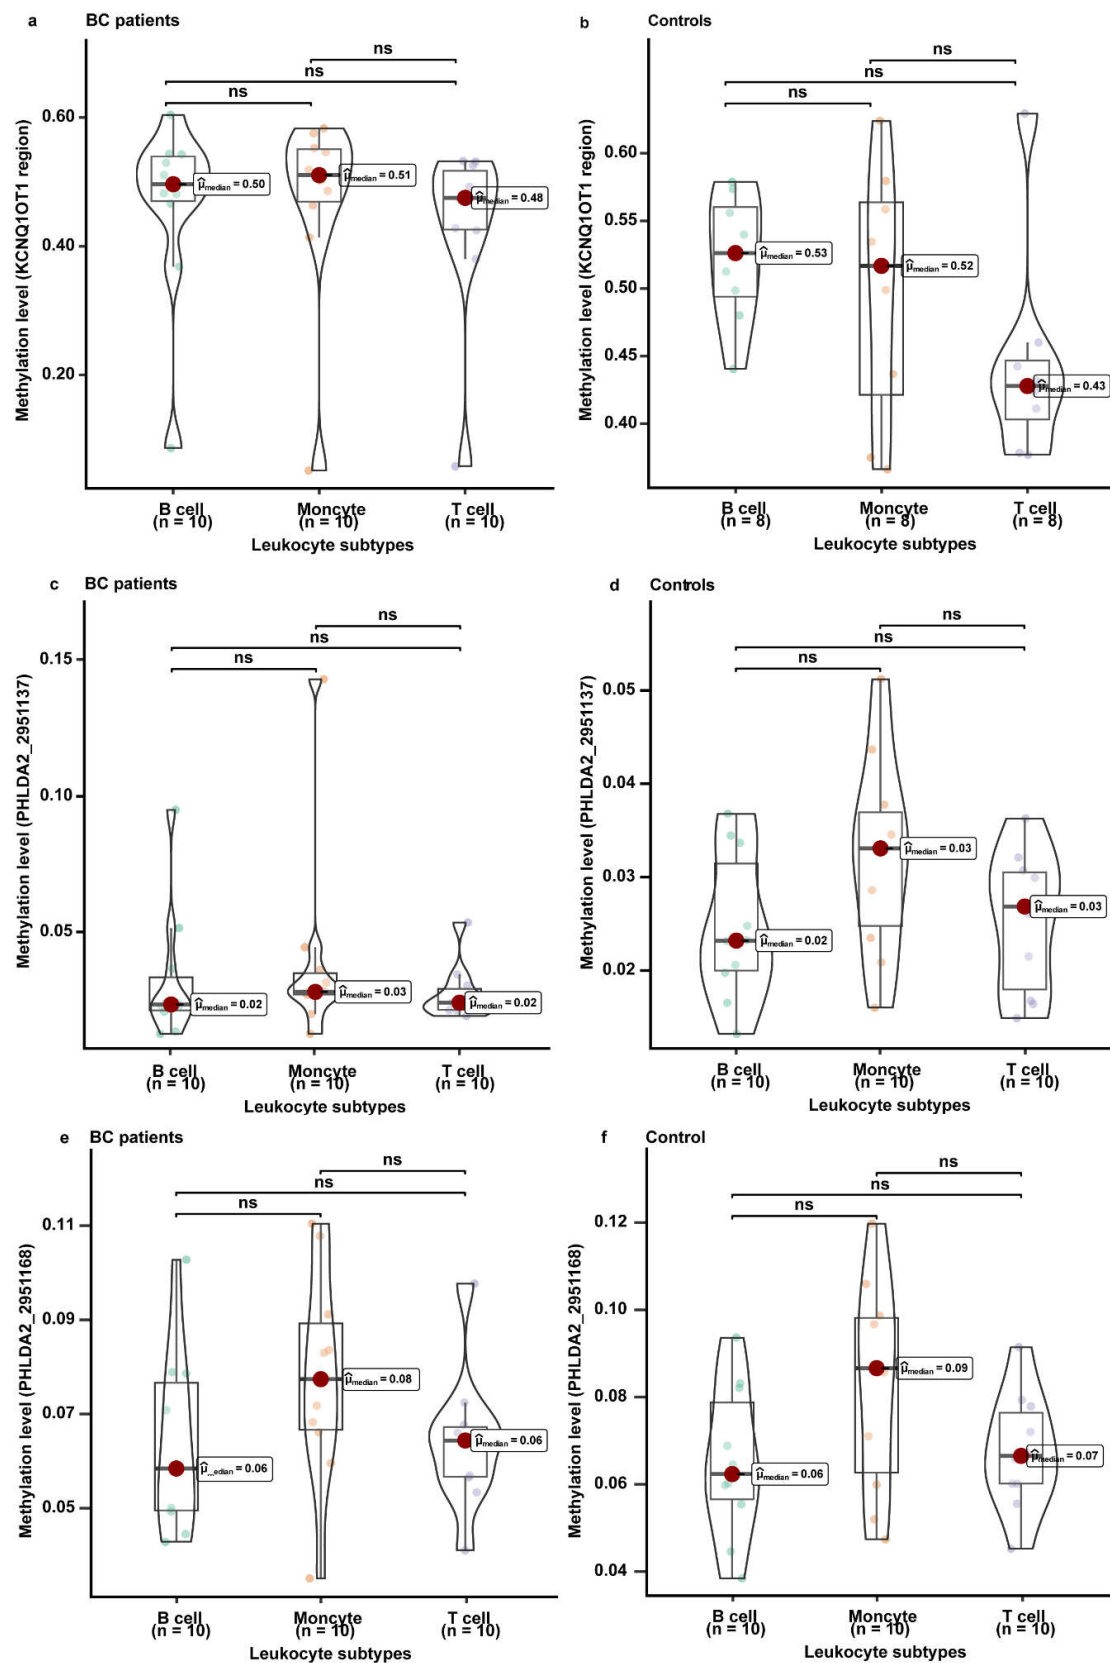 a BC patients
ns
ns
ns
Methylation level (KCNQ1OT1 region)
0.60
0.40
0.20
μ̂median = 0.50
μ̂median = 0.51
μ̂median = 0.48
B cell
(n = 10)
Moncyte
(n = 10)
T cell
(n = 10)
Leukocyte subtypes
b Controls
ns
ns
ns
Methylation level (KCNQ1OT1 region)
0.60
0.55
0.50
0.45
0.40
μ̂median = 0.53
μ̂median = 0.52
μ̂median = 0.43
B cell
(n = 8)
Moncyte
(n = 8)
T cell
(n = 8)
Leukocyte subtypes
c BC patients
ns
ns
ns
Methylation level (PHLDA2_2951137)
0.15
0.10
0.05
μ̂median = 0.02
μ̂median = 0.03
μ̂median = 0.02
B cell
(n = 10)
Moncyte
(n = 10)
T cell
(n = 10)
Leukocyte subtypes
d Controls
ns
ns
ns
Methylation level (PHLDA2_2951137)
0.05
0.04
0.03
0.02
μ̂median = 0.02
μ̂median = 0.03
μ̂median = 0.03
B cell
(n = 10)
Moncyte
(n = 10)
T cell
(n = 10)
Leukocyte subtypes
e BC patients
ns
ns
ns
Methylation level (PHLDA2_2951168)
0.11
0.09
0.07
0.05
μ̂median = 0.06
μ̂median = 0.08
μ̂median = 0.06
B cell
(n = 10)
Moncyte
(n = 10)
T cell
(n = 10)
Leukocyte subtypes
f Control
ns
ns
ns
Methylation level (PHLDA2_2951168)
0.12
0.10
0.08
0.06
0.04
μ̂median = 0.06
μ̂median = 0.09
μ̂median = 0.07
B cell
(n = 10)
Moncyte
(n = 10)
T cell
(n = 10)
Leukocyte subtypes